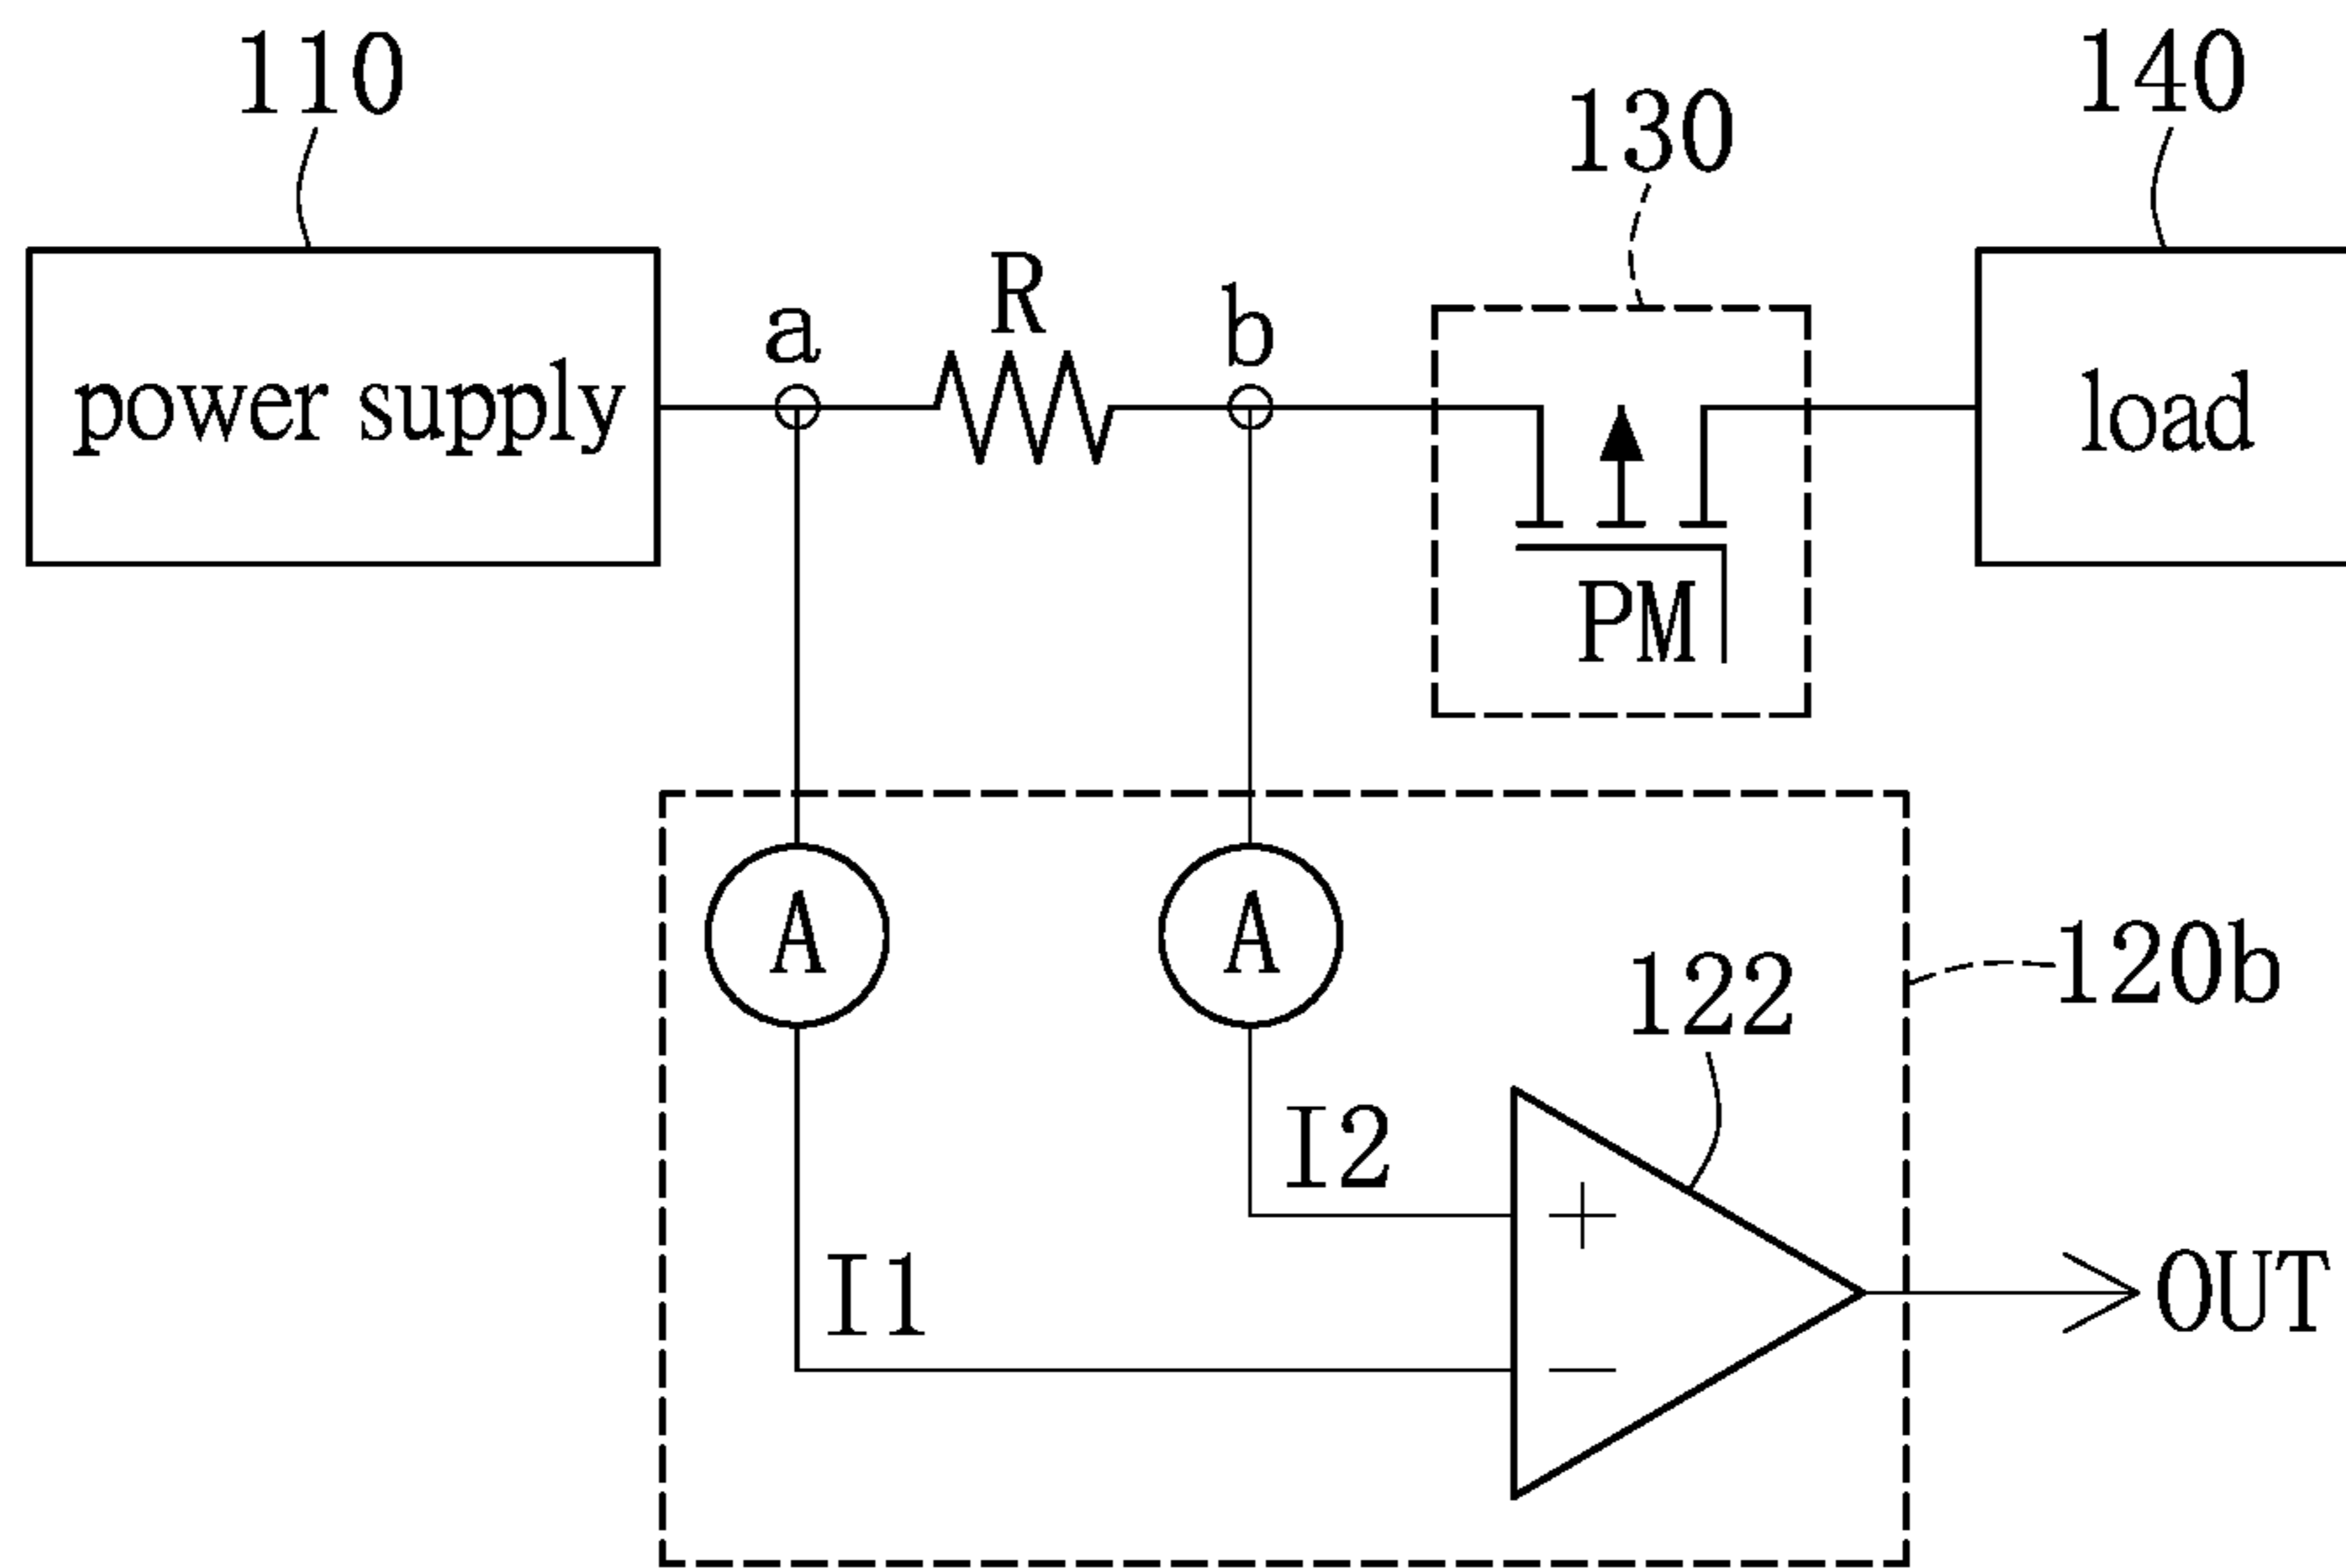 110
130
140
power supply
a
R
b
PM
load
A
A
122
120b
I2
+
I1
−
OUT